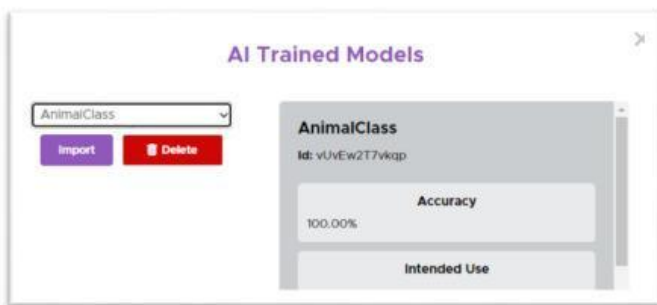 AI Trained Models
AnimalClass
Import
Delete
AnimalClass
Id: vUvEw2T7vkqp
Accuracy
100.00%
Intended Use